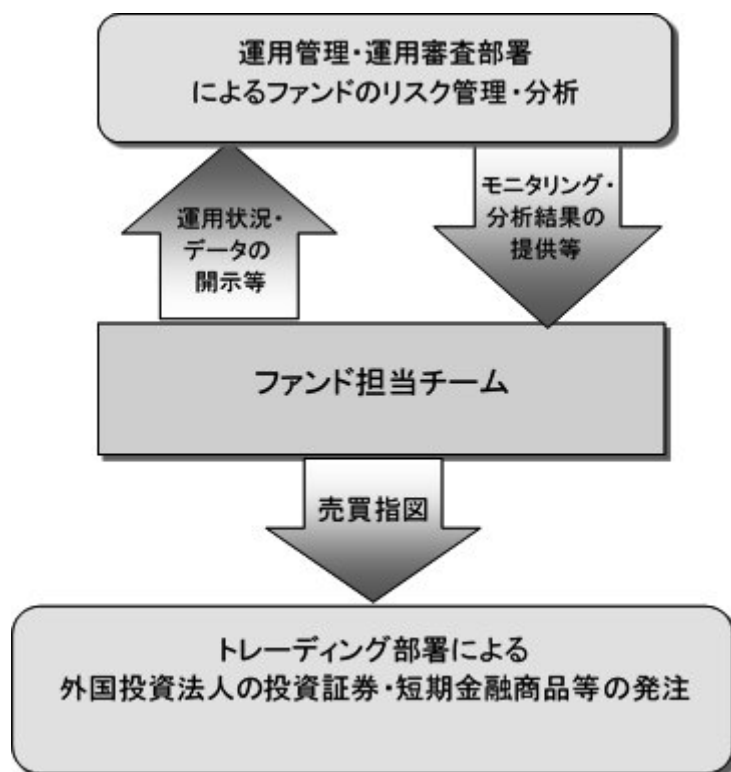 運用管理・運用審査部署
によるファンドのリスク管理・分析
運用状況・
データの
開示等
モニタリング・
分析結果の
提供等
ファンド担当チーム
売買指図
トレーディング部署による
外国投資法人の投資証券・短期金融商品等の発注